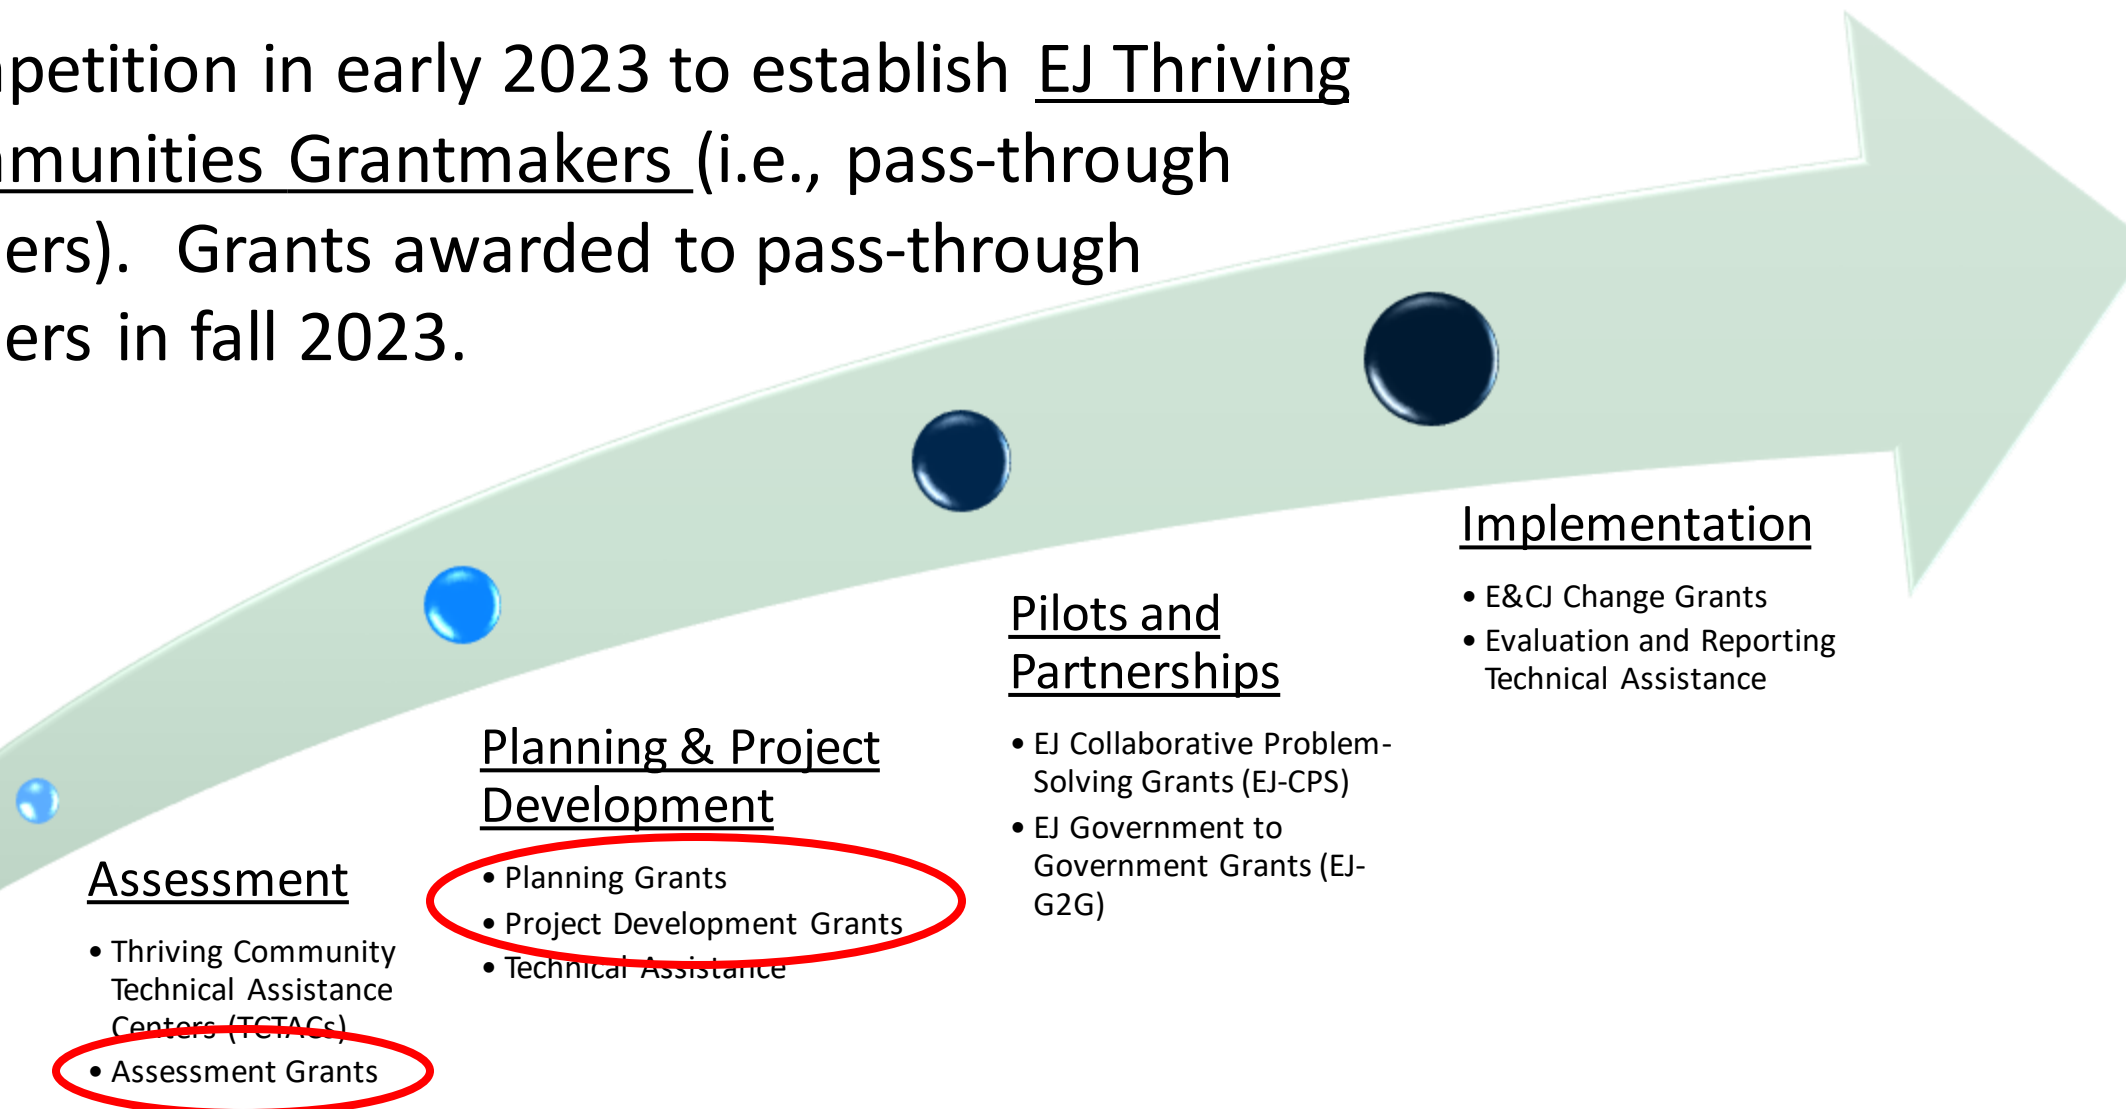 petition in early 2023 to establish EJ Thriving
munities Grantmakers (i.e., pass-through
ers). Grants awarded to pass-through
ers in fall 2023.
Assessment
• Thriving Community
Technical Assistance
Centers (TCTACs)
• Assessment Grants
Planning & Project
Development
• Planning Grants
• Project Development Grants
• Technical Assistance
Pilots and
Partnerships
• EJ Collaborative Problem-
Solving Grants (EJ-CPS)
• EJ Government to
Government Grants (EJ-
G2G)
Implementation
• E&CJ Change Grants
• Evaluation and Reporting
Technical Assistance